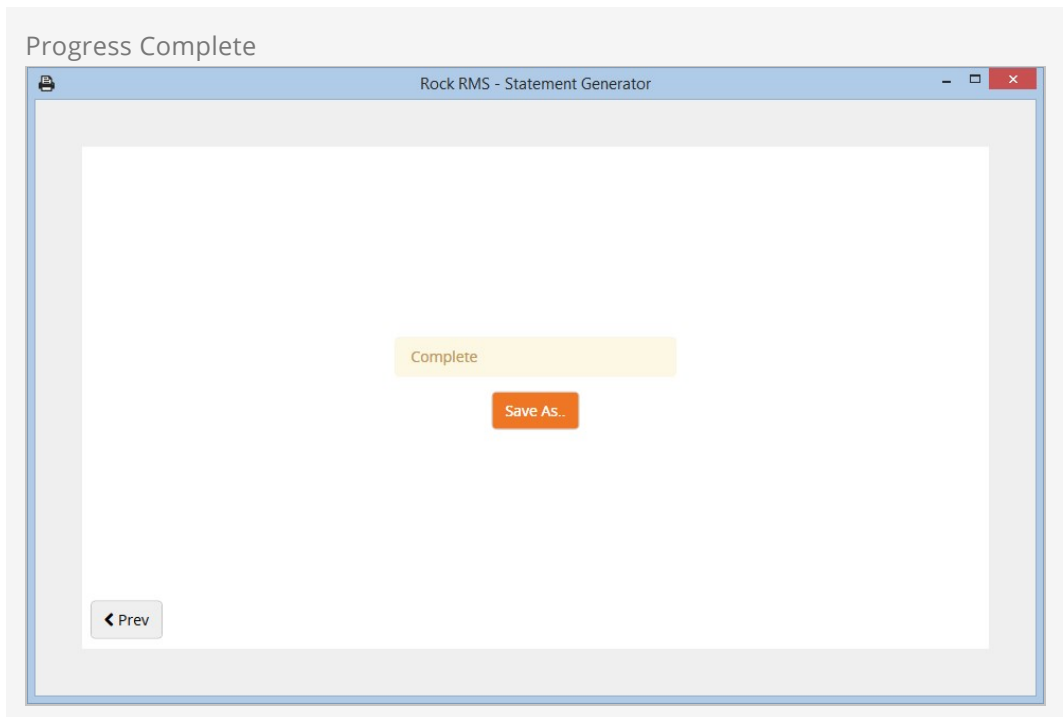 Progress Complete
Rock RMS - Statement Generator
Complete
Save As..
Prev